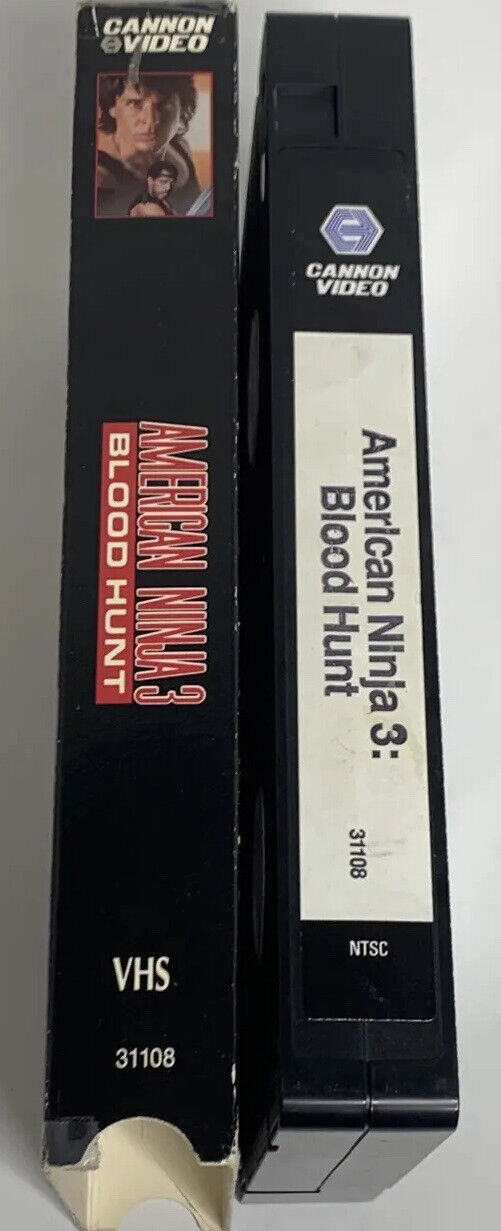 CANNON
VIDEO
AMERICAN NINJA 3
BLOOD HUNT
VHS
31108
CANNON
VIDEO
American Ninja 3:
Blood Hunt
31108
NTSC